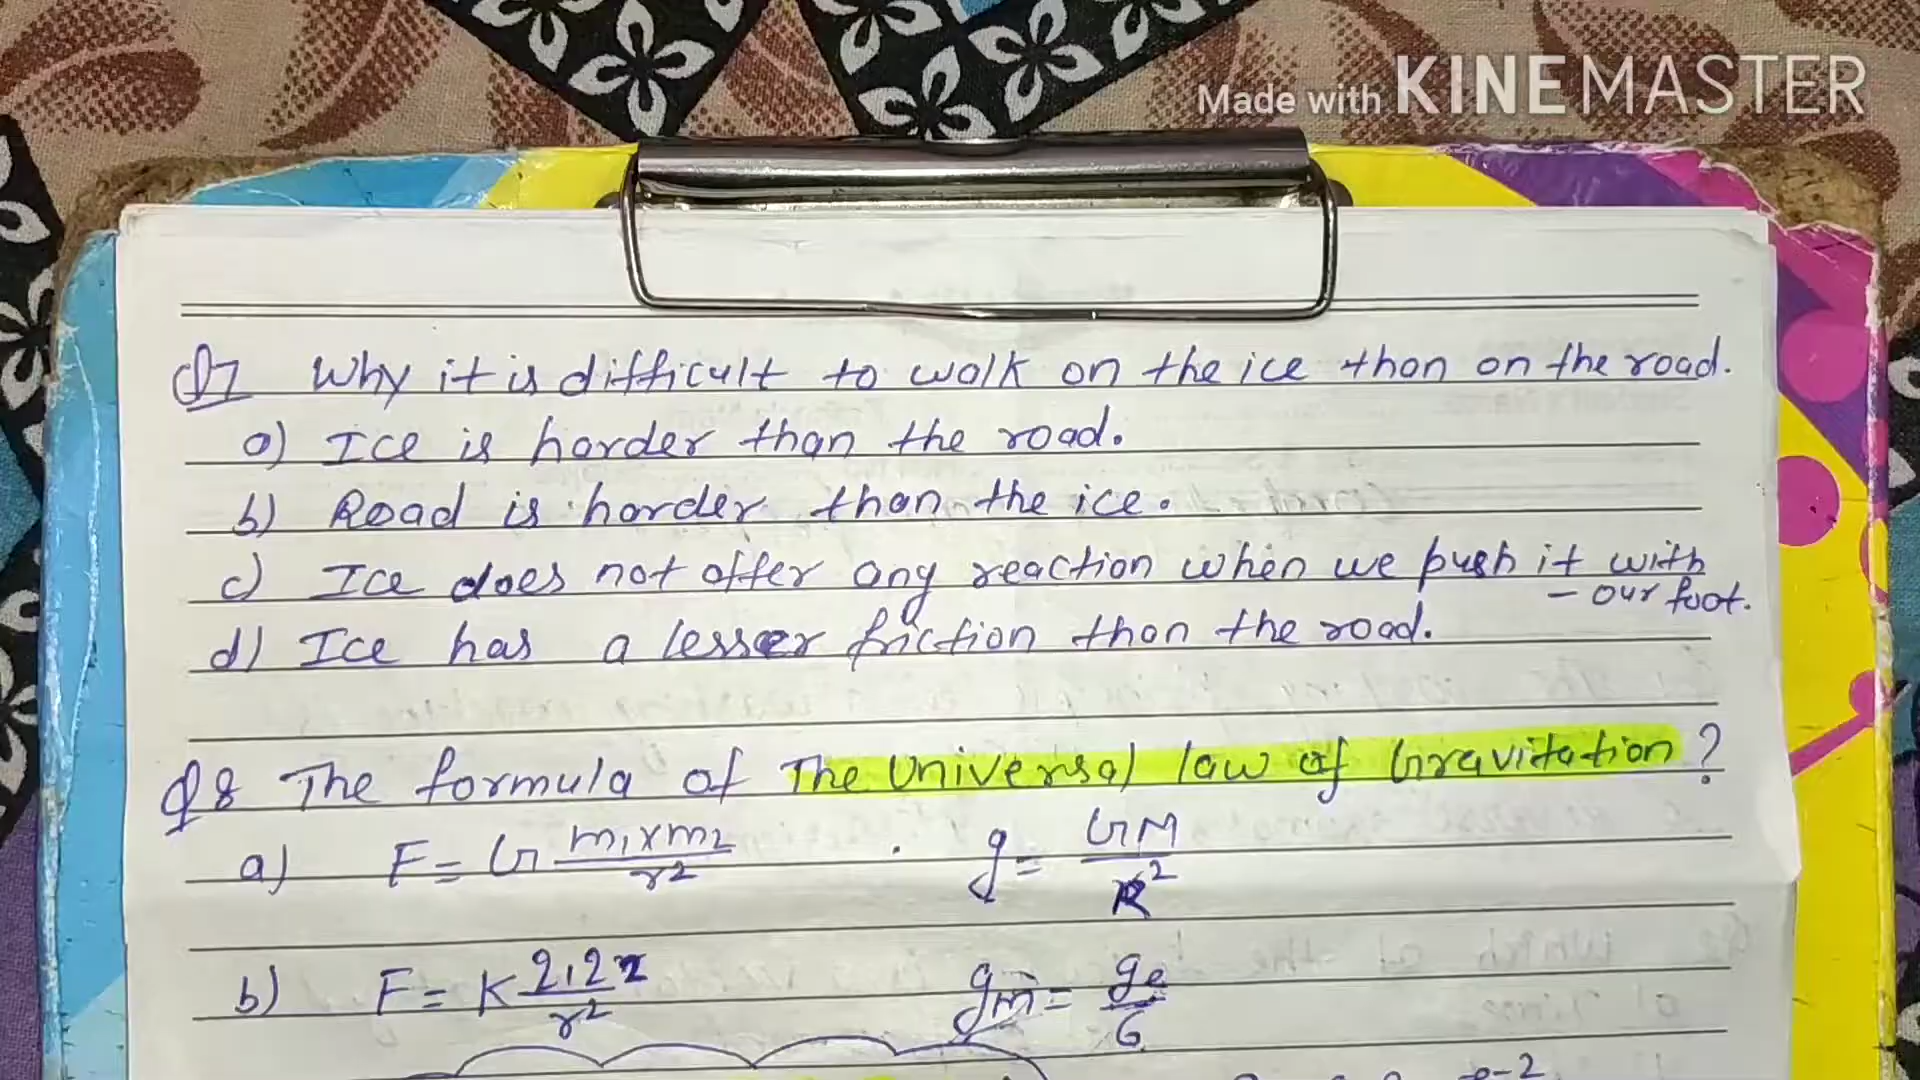 Made with KINEMASTER
Q7 Why it is difficult to walk on the ice than on the road.
a) Ice is harder than the road.
b) Road is harder than the ice.
c) Ice does not offer any reaction when we push it with
- our foot.
d) Ice has a lesser friction than the road.
Q8 The formula of The Universal law of Gravitation?
a) F = G m1 x m2 / r² g = GM / R²
b) F = K 2122 / r² gm = ge / 6